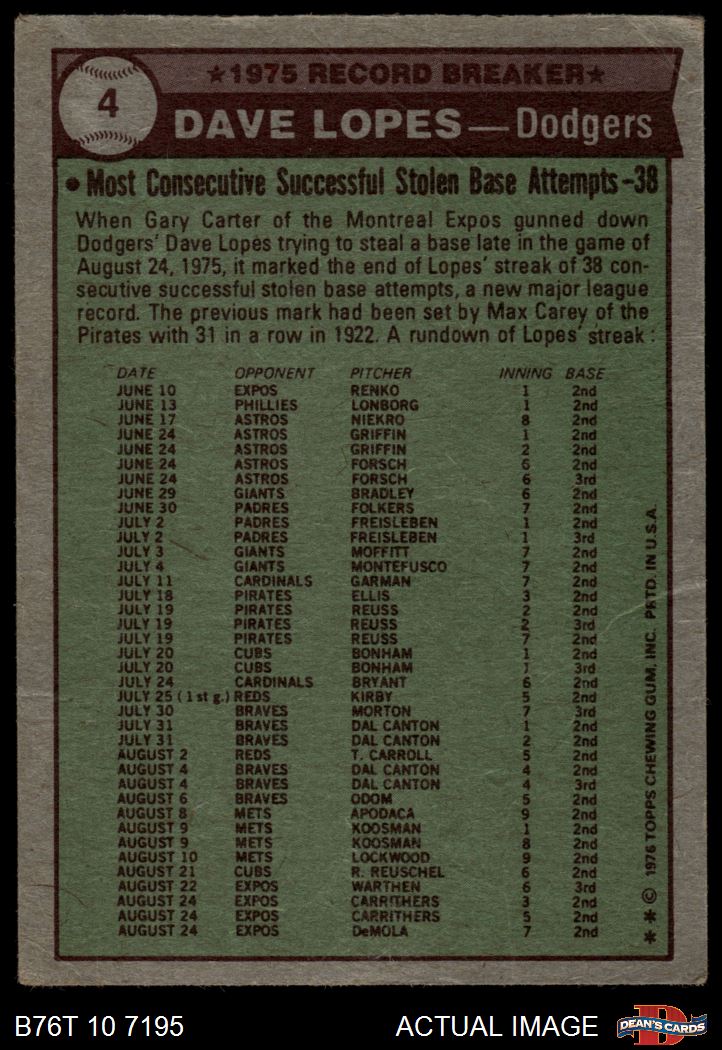 4
★1975 RECORD BREAKER★
DAVE LOPES—Dodgers
• Most Consecutive Successful Stolen Base Attempts-38
When Gary Carter of the Montreal Expos gunned down
Dodgers' Dave Lopes trying to steal a base late in the game of
August 24, 1975, it marked the end of Lopes' streak of 38 con-
secutive successful stolen base attempts, a new major league
record. The previous mark had been set by Max Carey of the
Pirates with 31 in a row in 1922. A rundown of Lopes' streak :
DATE OPPONENT PITCHER INNING BASE
JUNE 10 EXPOS RENKO 1 2nd
JUNE 13 PHILLIES LONBORG 1 2nd
JUNE 17 ASTROS NIEKRO 8 2nd
JUNE 24 ASTROS GRIFFIN 1 2nd
JUNE 24 ASTROS GRIFFIN 2 2nd
JUNE 24 ASTROS FORSCH 6 2nd
JUNE 24 ASTROS FORSCH 6 3rd
JUNE 29 GIANTS BRADLEY 6 2nd
JUNE 30 PADRES FOLKERS 7 2nd
JULY 2 PADRES FREISLEBEN 1 2nd
JULY 2 PADRES FREISLEBEN 1 3rd
JULY 3 GIANTS MOFFITT 7 2nd
JULY 4 GIANTS MONTEFUSCO 7 2nd
JULY 11 CARDINALS GARMAN 7 2nd
JULY 18 PIRATES ELLIS 3 2nd
JULY 19 PIRATES REUSS 2 2nd
JULY 19 PIRATES REUSS 2 3rd
JULY 19 PIRATES REUSS 7 2nd
JULY 20 CUBS BONHAM 1 2nd
JULY 20 CUBS BONHAM 1 3rd
JULY 24 CARDINALS BRYANT 6 2nd
JULY 25 (1st g.) REDS KIRBY 5 2nd
JULY 30 BRAVES MORTON 7 3rd
JULY 31 BRAVES DAL CANTON 1 2nd
JULY 31 BRAVES DAL CANTON 2 2nd
AUGUST 2 REDS T. CARROLL 5 2nd
AUGUST 4 BRAVES DAL CANTON 4 2nd
AUGUST 4 BRAVES DAL CANTON 4 3rd
AUGUST 6 BRAVES ODOM 5 2nd
AUGUST 8 METS APODACA 9 2nd
AUGUST 9 METS KOOSMAN 1 2nd
AUGUST 9 METS KOOSMAN 8 2nd
AUGUST 10 METS LOCKWOOD 9 2nd
AUGUST 21 CUBS R. REUSCHEL 6 2nd
AUGUST 22 EXPOS WARTHEN 6 3rd
AUGUST 24 EXPOS CARRITHERS 3 2nd
AUGUST 24 EXPOS CARRITHERS 5 2nd
AUGUST 24 EXPOS DeMOLA 7 2nd
** © 1976 TOPPS CHEWING GUM, INC. PRTD. IN U.S.A.
B76T 10 7195 ACTUAL IMAGE
DEAN'S CARDS